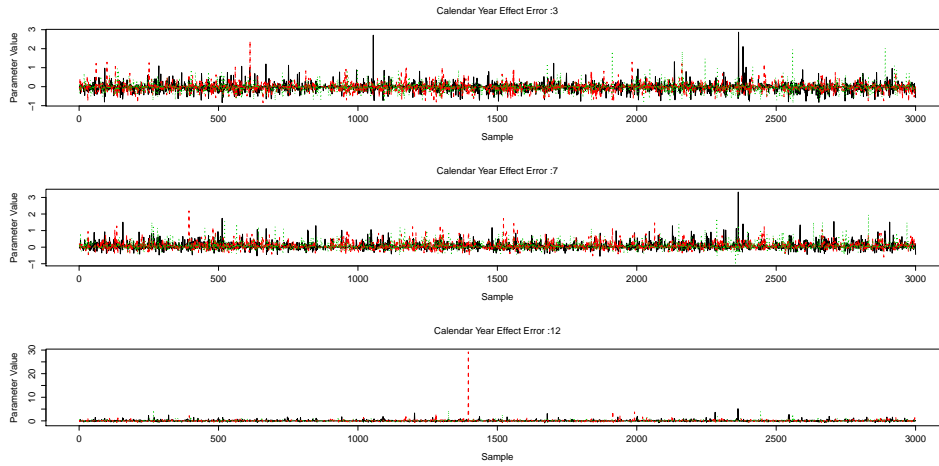 Calendar Year Effect Error :3
Parameter Value
3
2
1
0
−1
0 500 1000 1500 2000 2500 3000
Sample
Calendar Year Effect Error :7
Parameter Value
3
2
1
0
−1
0 500 1000 1500 2000 2500 3000
Sample
Calendar Year Effect Error :12
Parameter Value
30
20
10
5
0
0 500 1000 1500 2000 2500 3000
Sample